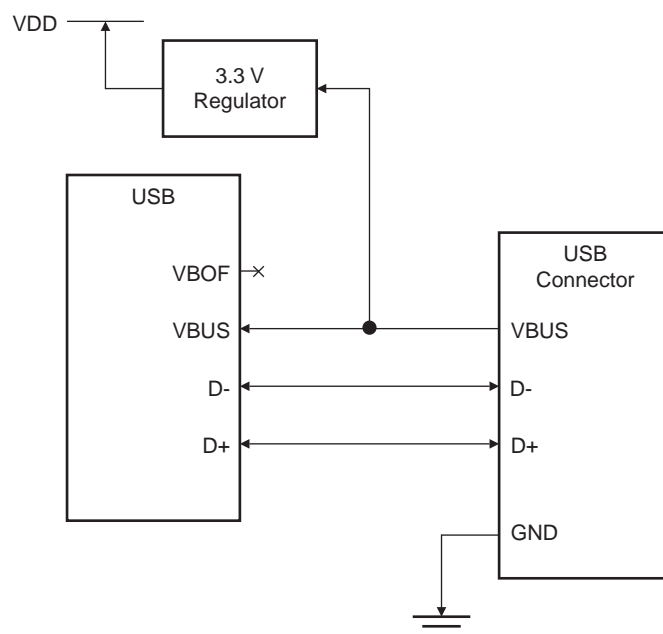 VDD
3.3 V
Regulator
USB
VBOF
VBUS
D-
D+
USB
Connector
VBUS
D-
D+
GND